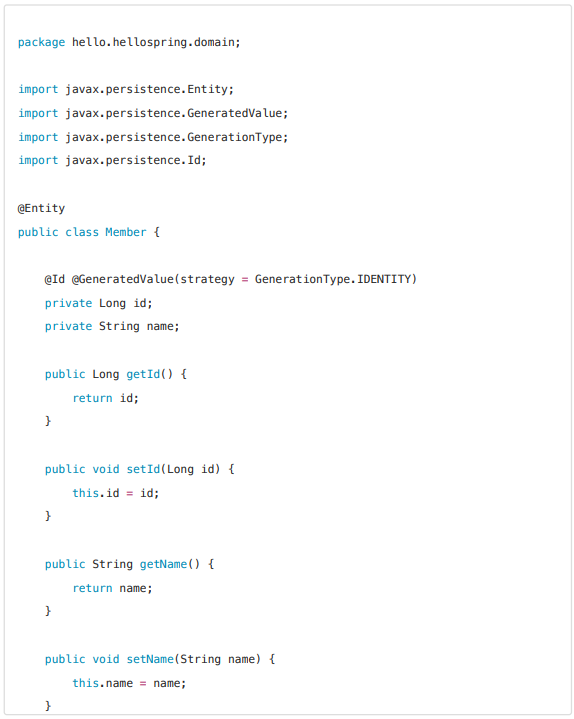 package hello.hellospring.domain;
import javax.persistence.Entity;
import javax.persistence.GeneratedValue;
import javax.persistence.GenerationType;
import javax.persistence.Id;
@Entity
public class Member {
@Id @GeneratedValue(strategy = GenerationType.IDENTITY)
private Long id;
private String name;
public Long getId() {
return id;
}
public void setId(Long id) {
this.id = id;
}
public String getName() {
return name;
}
public void setName(String name) {
this.name = name;
}